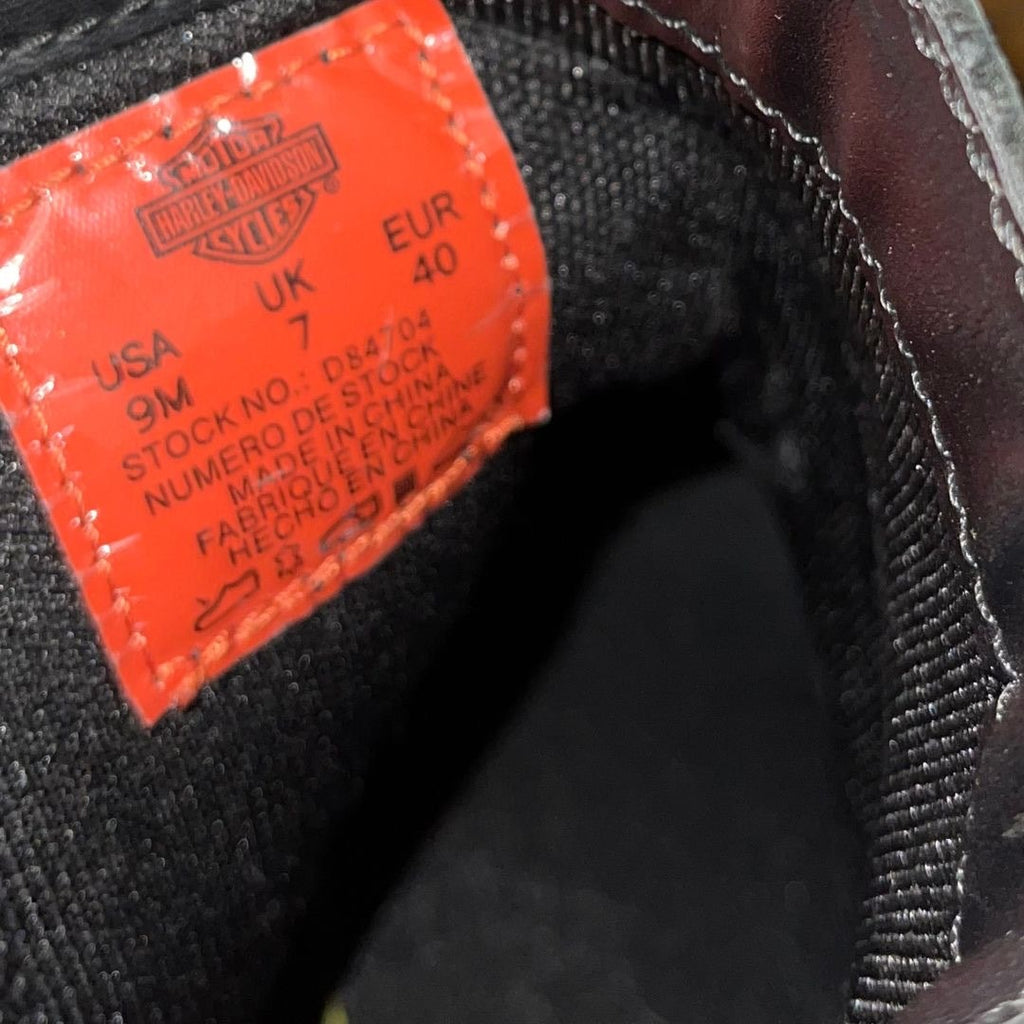 MOTOR
HARLEY-DAVIDSON
CYCLES
®
USA UK EUR
9M 7 40
STOCK NO.: D84704
NUMERO DE STOCK
MADE IN CHINA
FABRIQUE EN CHINE
HECHO EN CHINA